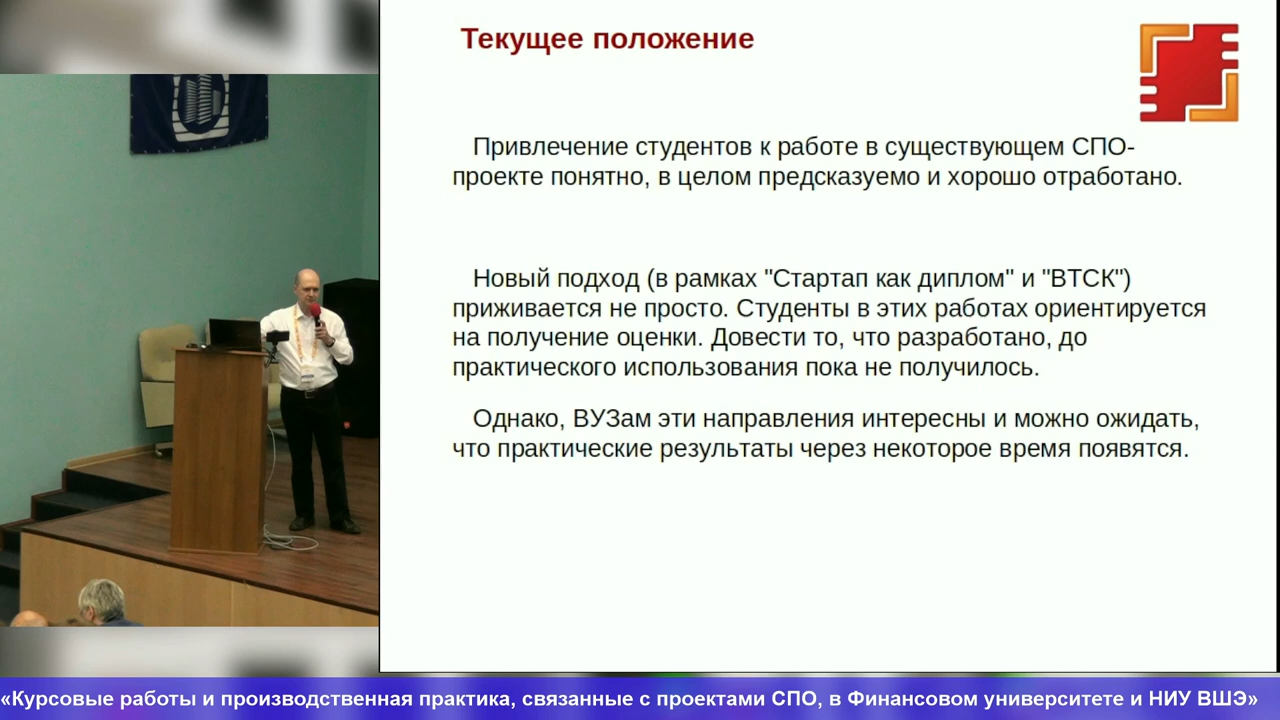 Текущее положение
Привлечение студентов к работе в существующем СПО-
проекте понятно, в целом предсказуемо и хорошо отработано.
Новый подход (в рамках "Стартап как диплом" и "ВТСК")
приживается не просто. Студенты в этих работах ориентируется
на получение оценки. Довести то, что разработано, до
практического использования пока не получилось.
Однако, ВУЗам эти направления интересны и можно ожидать,
что практические результаты через некоторое время появятся.
«Курсовые работы и производственная практика, связанные с проектами СПО, в Финансовом университете и НИУ ВШЭ»